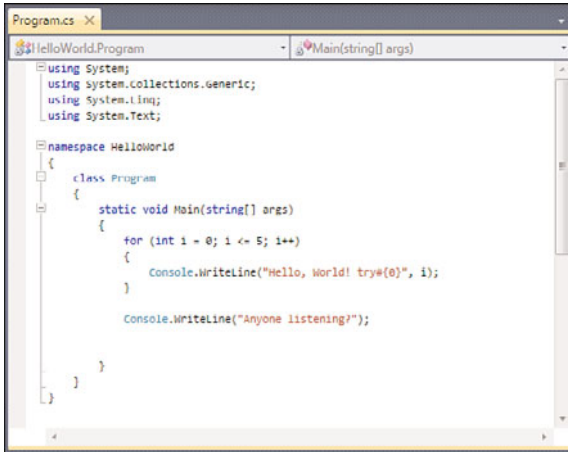 Program.cs
HelloWorld.Program
Main(string[] args)
using System;
using System.Collections.Generic;
using System.Linq;
using System.Text;
namespace HelloWorld
{
class Program
{
static void Main(string[] args)
{
for (int i = 0; i <= 5; i++)
{
Console.WriteLine("Hello, World! try#{0}", i);
}
Console.WriteLine("Anyone listening?");
}
}
}